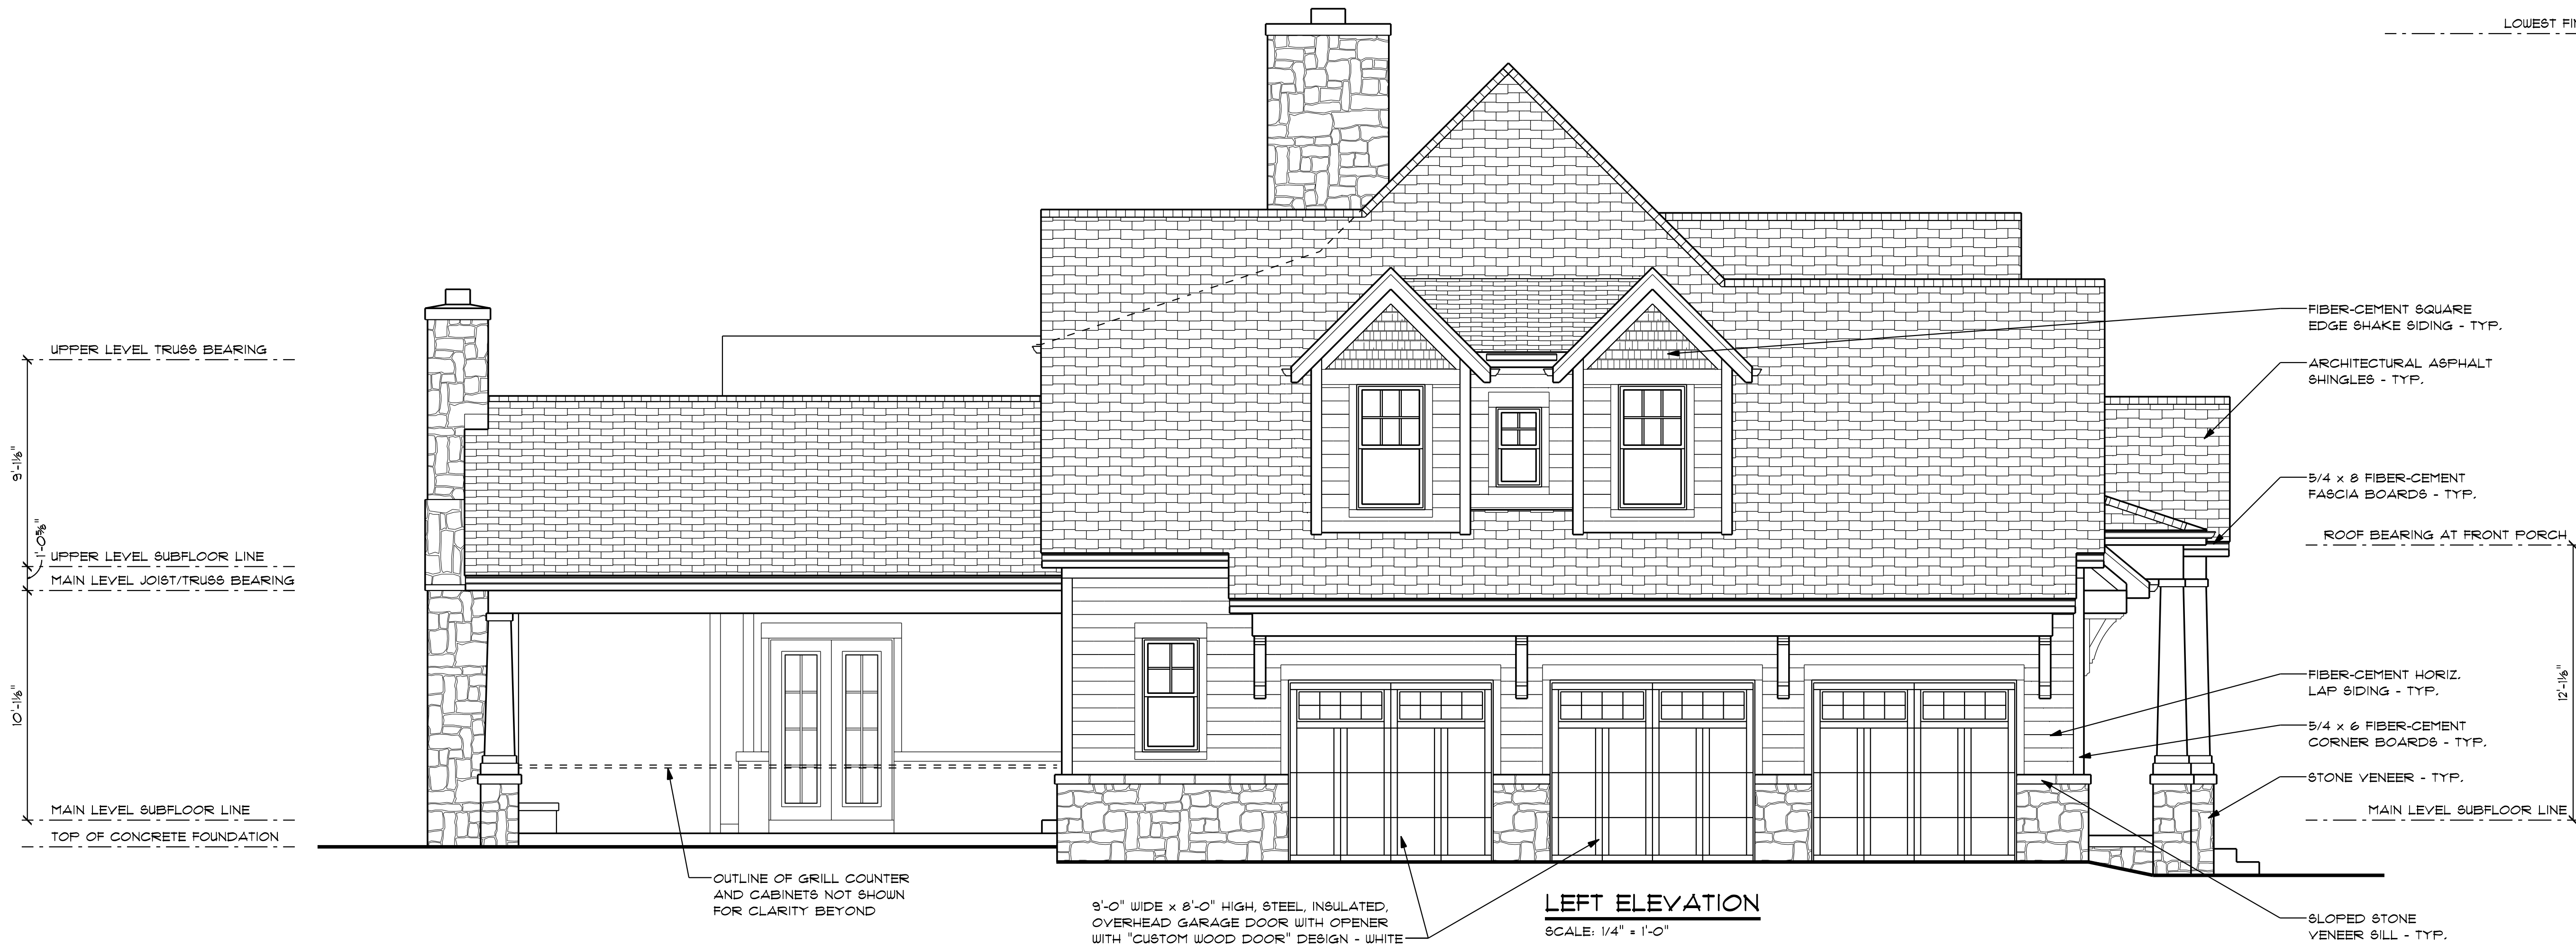 LOWEST FI
UPPER LEVEL TRUSS BEARING
9'-1⅛"
1'-0⅝"
UPPER LEVEL SUBFLOOR LINE
MAIN LEVEL JOIST/TRUSS BEARING
10'-1⅛"
MAIN LEVEL SUBFLOOR LINE
TOP OF CONCRETE FOUNDATION
OUTLINE OF GRILL COUNTER
AND CABINETS NOT SHOWN
FOR CLARITY BEYOND
9'-0" WIDE x 8'-0" HIGH, STEEL, INSULATED,
OVERHEAD GARAGE DOOR WITH OPENER
WITH "CUSTOM WOOD DOOR" DESIGN - WHITE
LEFT ELEVATION
SCALE: 1/4" = 1'-0"
FIBER-CEMENT SQUARE
EDGE SHAKE SIDING - TYP.
ARCHITECTURAL ASPHALT
SHINGLES - TYP.
5/4 x 8 FIBER-CEMENT
FASCIA BOARDS - TYP.
ROOF BEARING AT FRONT PORCH
FIBER-CEMENT HORIZ.
LAP SIDING - TYP.
12'-1⅛"
5/4 x 6 FIBER-CEMENT
CORNER BOARDS - TYP.
STONE VENEER - TYP.
MAIN LEVEL SUBFLOOR LINE
SLOPED STONE
VENEER SILL - TYP.